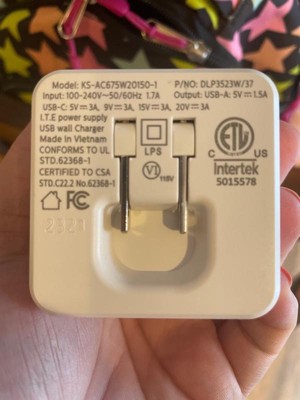 Model: KS-AC675W20150-1 P/NO: DLP3523W/37
Input: 100-240V~50/60Hz 1.7A Output: USB-A: 5V⎓1.5A
USB-C: 5V⎓3A, 9V⎓3A, 15V⎓3A, 20V⎓3A
I.T.E power supply
USB wall Charger
Made in Vietnam
CONFORMS TO UL
STD.62368-1
CERTIFIED TO CSA
STD.C22.2 No.62368-1
FC
LPS
VI
115V
ETL
C US
Intertek
5015578